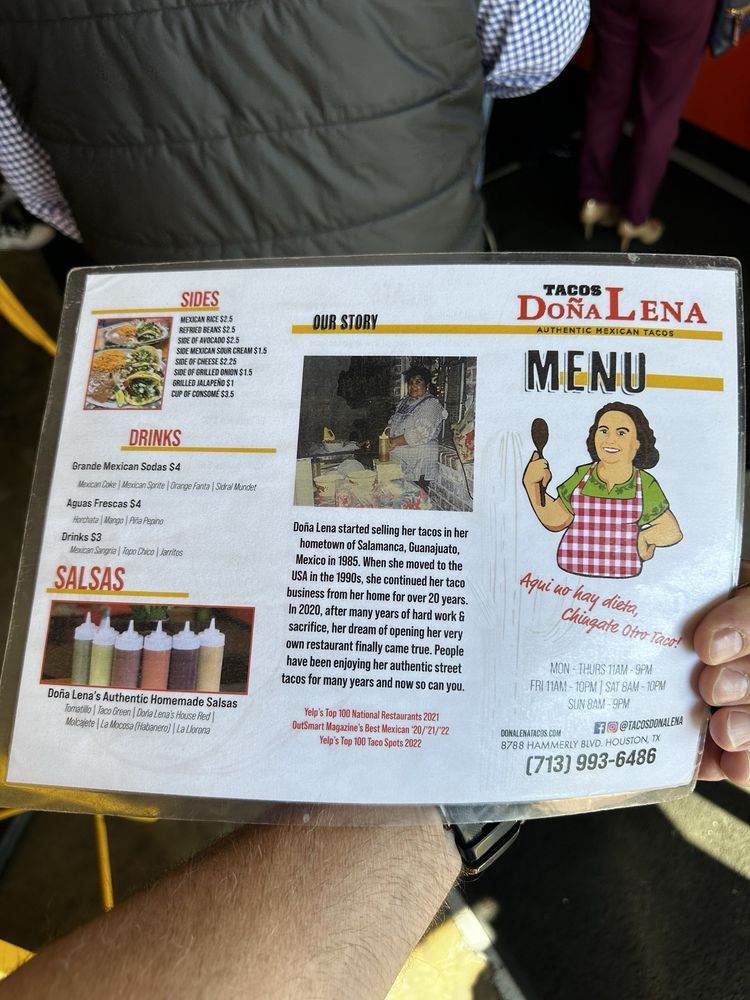 SIDES
MEXICAN RICE $2.5
REFRIED BEANS $2.5
SIDE OF AVOCADO $2.5
SIDE MEXICAN SOUR CREAM $1.5
SIDE OF CHEESE $2.25
SIDE OF GRILLED ONION $1.5
GRILLED JALAPEÑO $1
CUP OF CONSOMÉ $3.5
DRINKS
Grande Mexican Sodas $4
Mexican Coke | Mexican Sprite | Orange Fanta | Sidral Mundet
Aguas Frescas $4
Horchata | Mango | Piña Pepino
Drinks $3
Mexican Sangria | Topo Chico | Jarritos
SALSAS
Doña Lena's Authentic Homemade Salsas
Tomatillo | Taco Green | Doña Lena's House Red |
Molcajete | La Mocosa (Habanero) | La Llorona
OUR STORY
Doña Lena started selling her tacos in her
hometown of Salamanca, Guanajuato,
Mexico in 1985. When she moved to the
USA in the 1990s, she continued her taco
business from her home for over 20 years.
In 2020, after many years of hard work &
sacrifice, her dream of opening her very
own restaurant finally came true. People
have been enjoying her authentic street
tacos for many years and now so can you.
Yelp's Top 100 National Restaurants 2021
OutSmart Magazine's Best Mexican '20/'21/'22
Yelp's Top 100 Taco Spots 2022
TACOS
DOÑA LENA
AUTHENTIC MEXICAN TACOS
MENU
Aqui no hay dieta,
Chingate Otro Taco!
MON - THURS 11AM - 9PM
FRI 11AM - 10PM | SAT 8AM - 10PM
SUN 8AM - 9PM
DONALENATACOS.COM @TACOSDONALENA
8788 HAMMERLY BLVD. HOUSTON, TX
(713) 993-6486